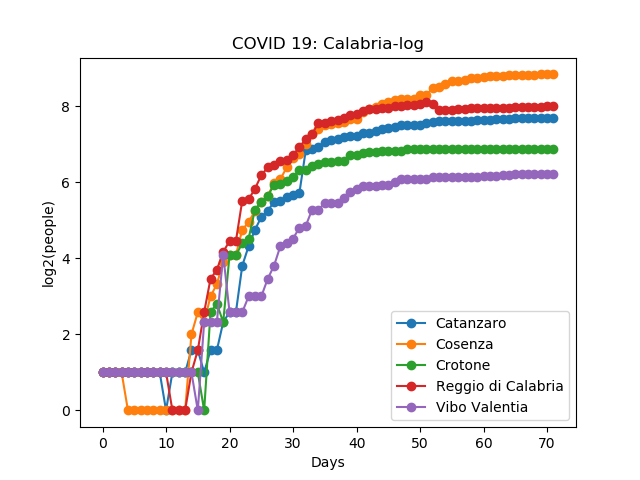 COVID 19: Calabria-log
log2(people)
8
6
4
2
0
0 10 20 30 40 50 60 70
Days
Catanzaro
Cosenza
Crotone
Reggio di Calabria
Vibo Valentia